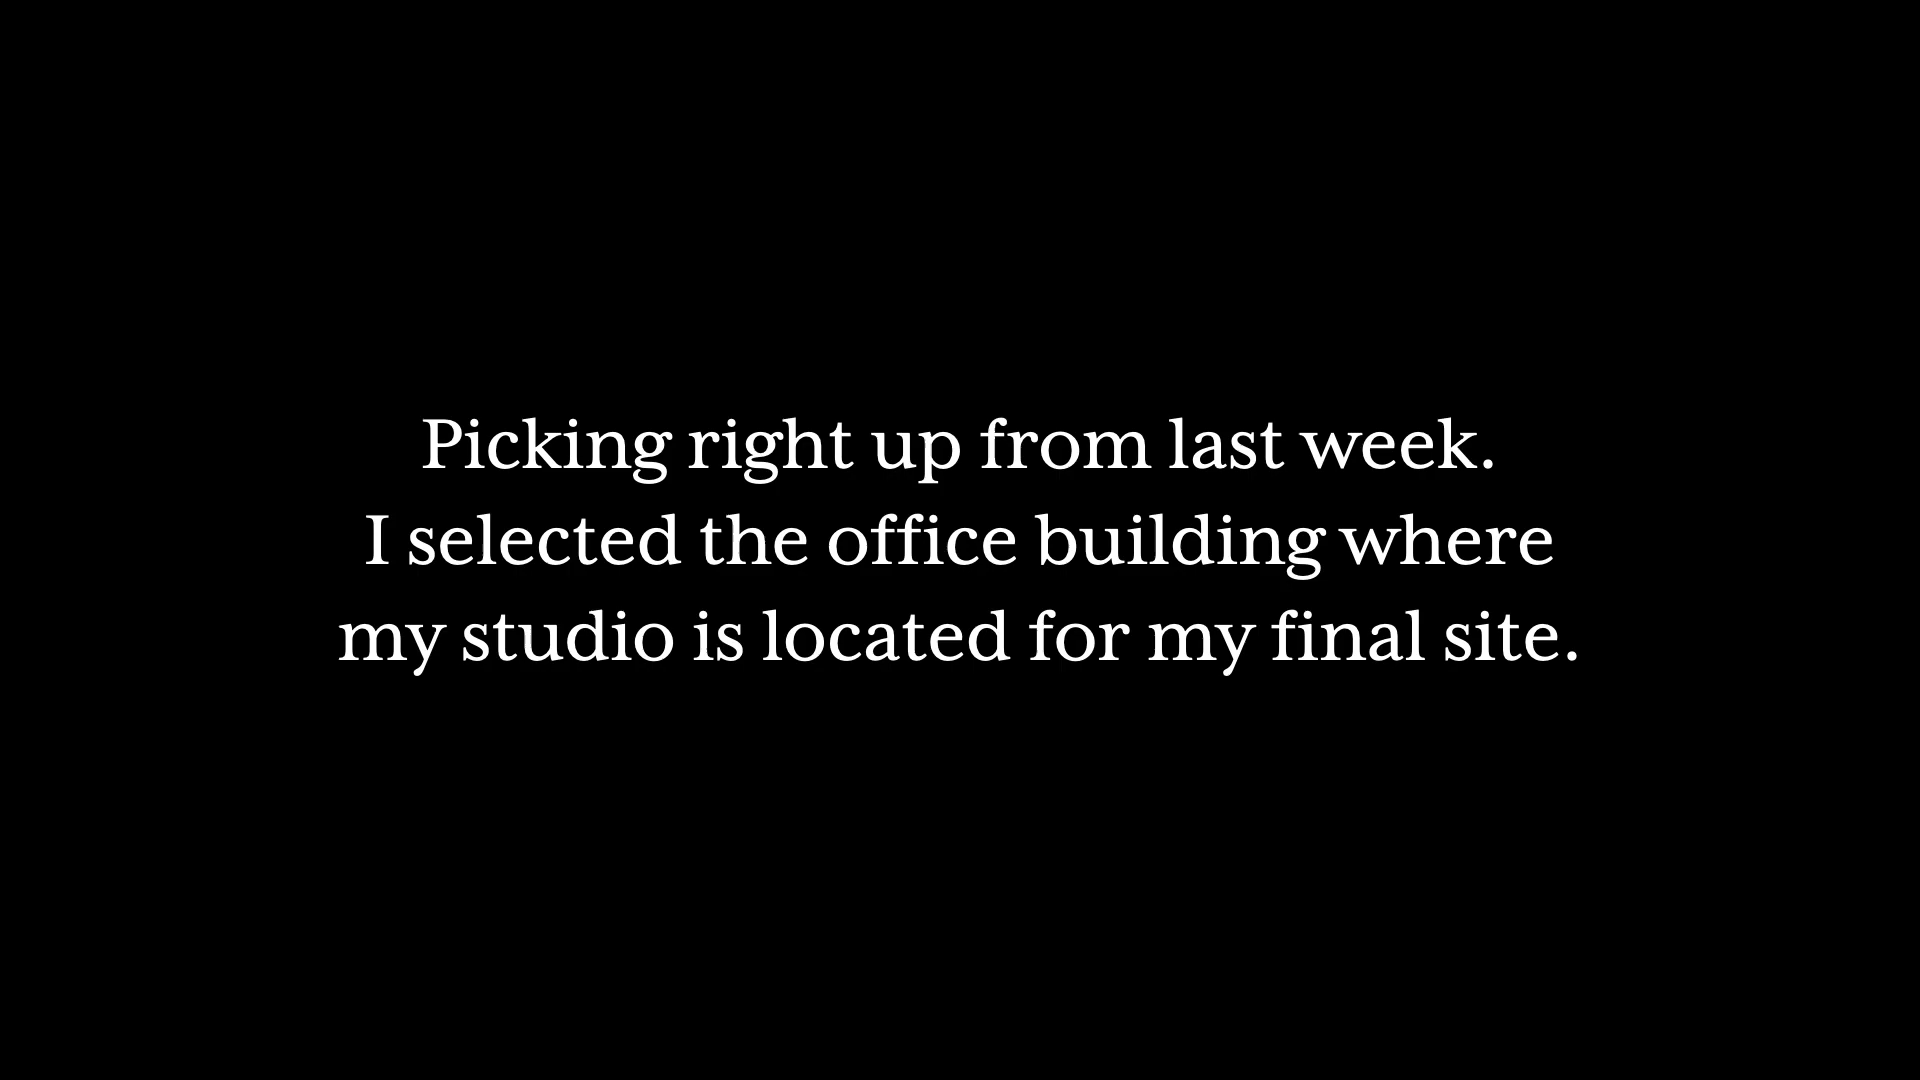 Picking right up from last week.
I selected the office building where
my studio is located for my final site.